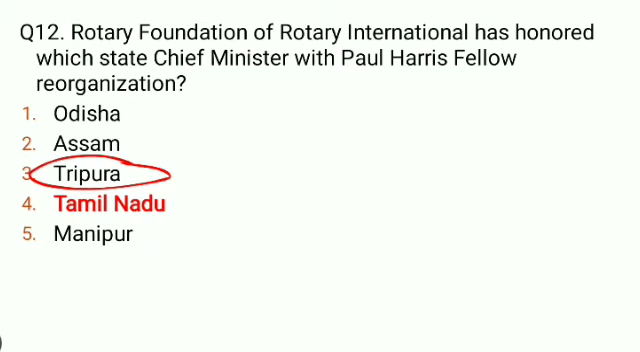 Q12. Rotary Foundation of Rotary International has honored
which state Chief Minister with Paul Harris Fellow
reorganization?
1. Odisha
2. Assam
3. Tripura
4. Tamil Nadu
5. Manipur